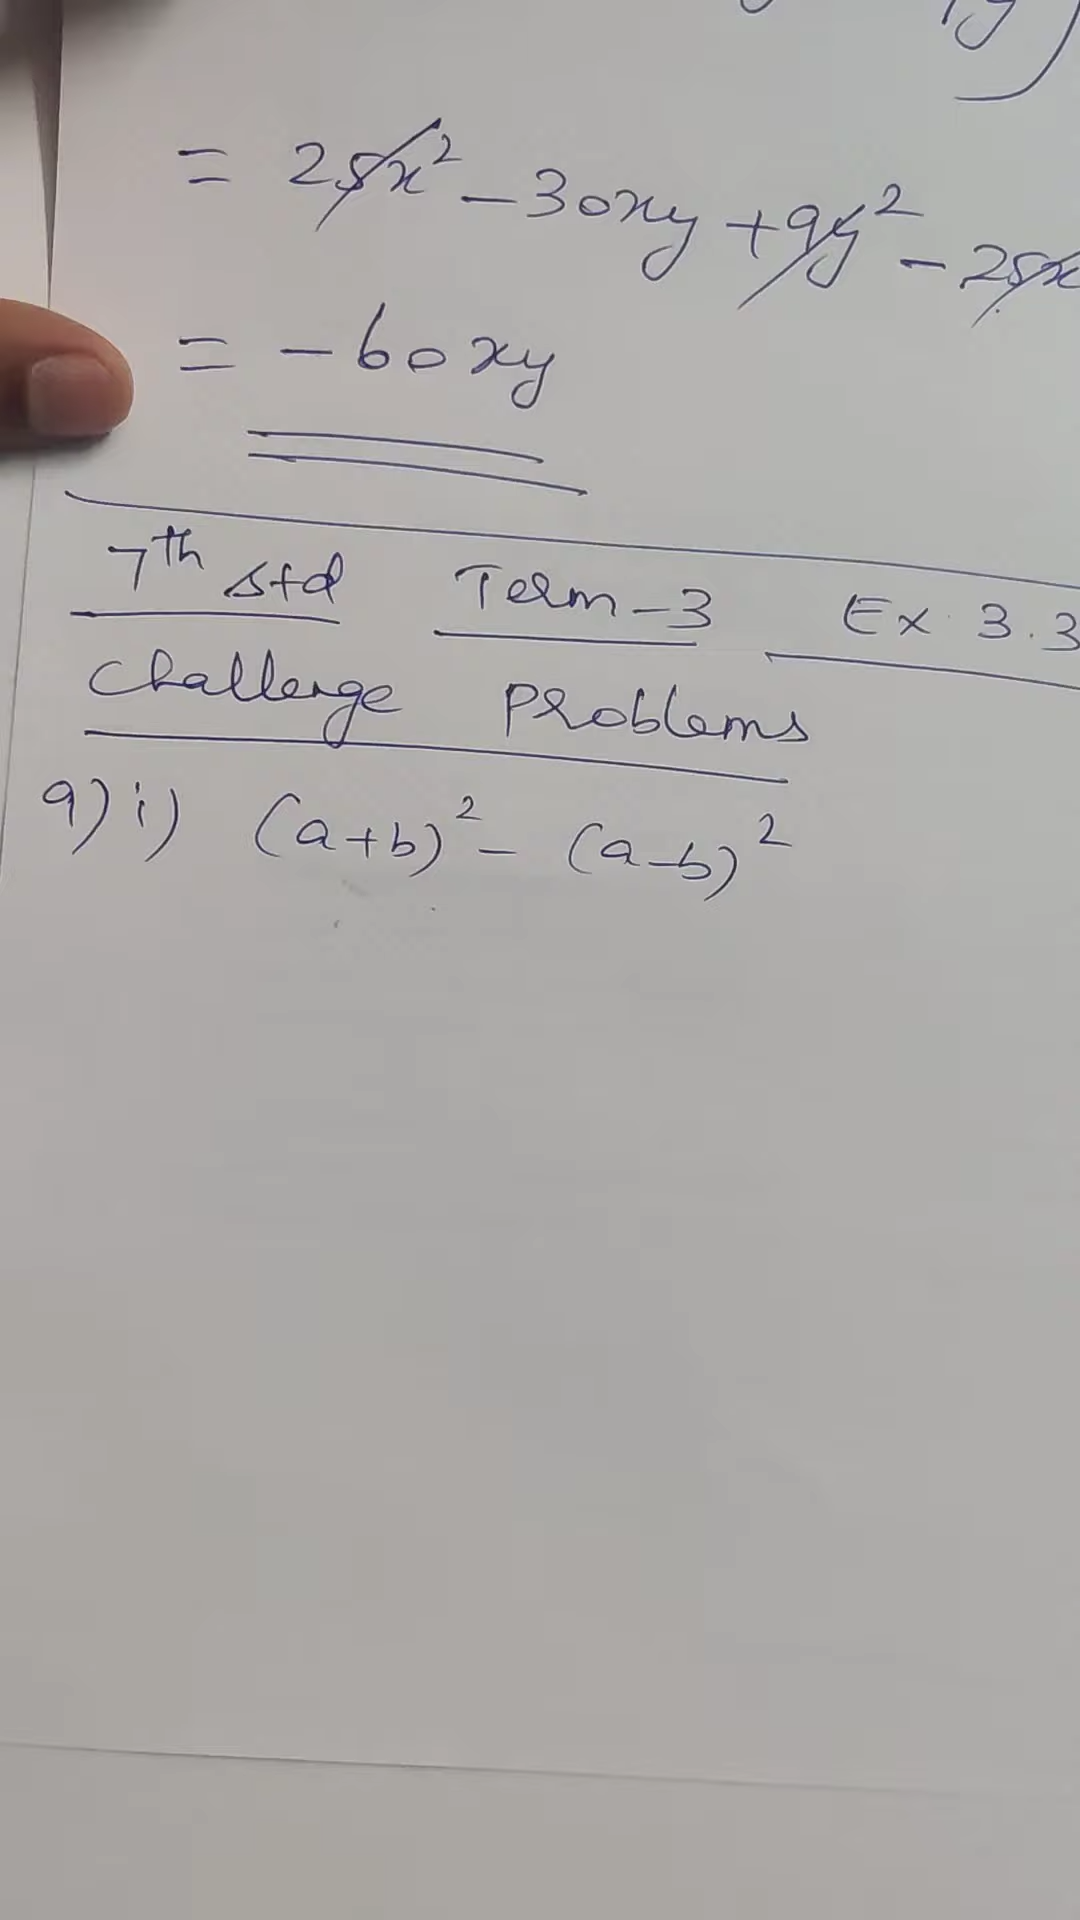 y)
= 25x² - 30xy + 9y² - 25x
= - 60xy
7th std Term-3 Ex 3.3
challenge problems
9) i) (a+b)² - (a-b)²